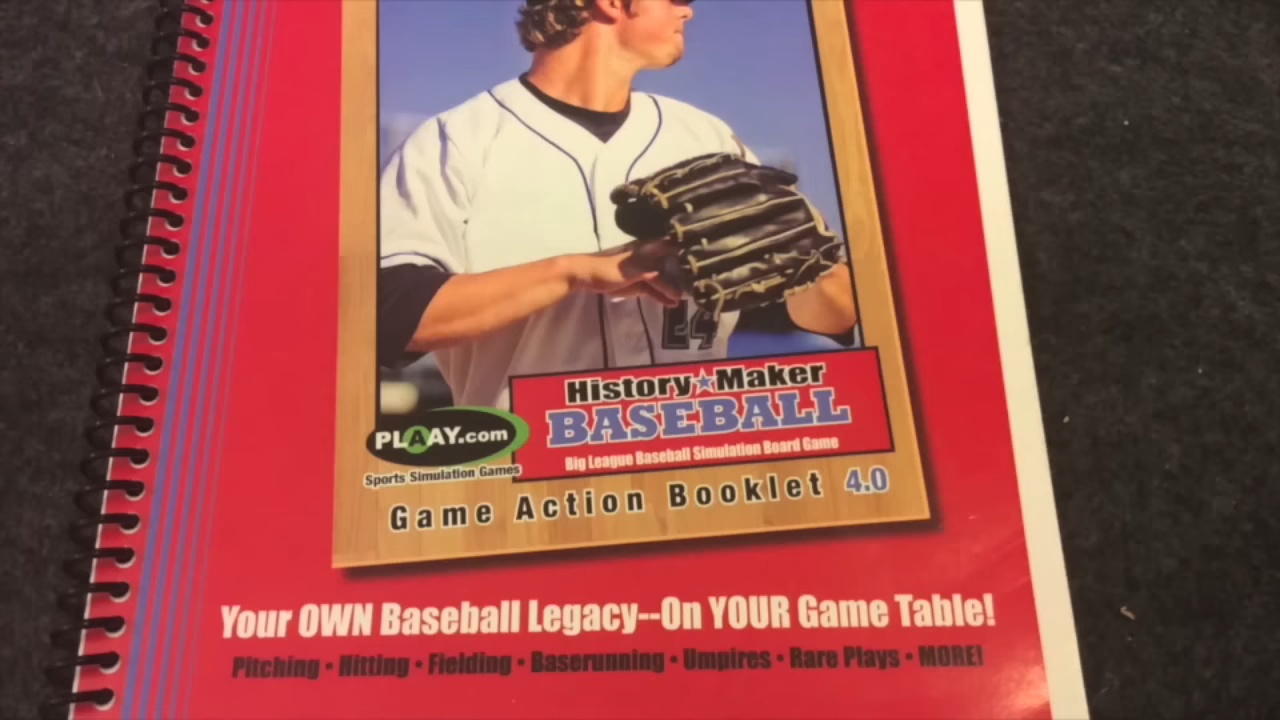 24
History★Maker
BASEBALL
Big League Baseball Simulation Board Game
PLAAY.com
Sports Simulation Games
Game Action Booklet 4.0
Your OWN Baseball Legacy--On YOUR Game Table!
Pitching • Hitting • Fielding • Baserunning • Umpires • Rare Plays • MORE!